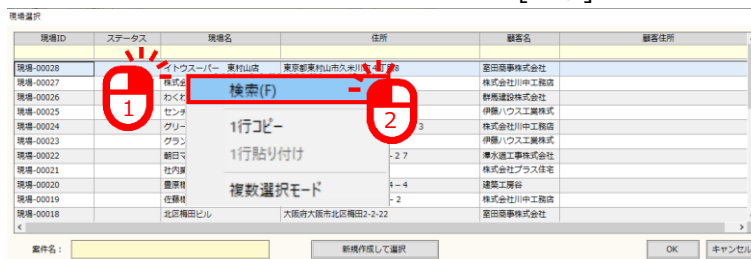 現場選択
現場ID ステータス 現場名 住所 顧客名 顧客住所
現場-00028 イトウスーパー 東村山店 東京都東村山市久米川町4丁目8 室田商事株式会社
現場-00027 株式会 株式会社川中工務店
現場-00026 わくわ 群馬建設株式会社
現場-00025 センチ 伊藤ハウス工業株式
現場-00024 グリー 3 株式会社川中工務店
現場-00023 グラン 伊藤ハウス工業株式
現場-00022 朝日マ -27 澤水道工事株式会社
現場-00021 社内 株式会社プラス住宅
現場-00020 豊原 4-4 建築工房谷
現場-00019 佐藤 -2 株式会社川中工務店
現場-00018 北区梅田ビル 大阪府大阪市北区梅田2-2-22 室田商事株式会社
検索(F)
1行コピー
1行貼り付け
複数選択モード
1
2
案件名: 新規作成して選択 OK キャンセル